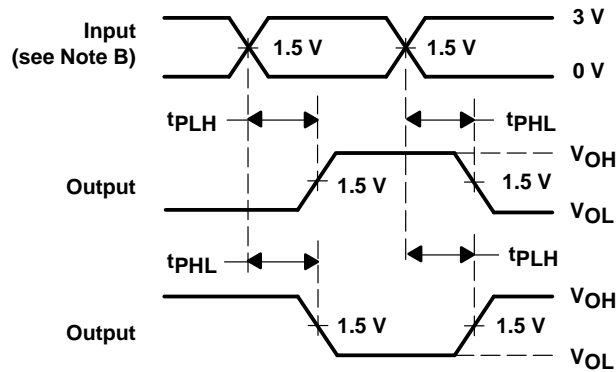 Input
(see Note B)
1.5 V
1.5 V
3 V
0 V
tPLH
tPHL
Output
1.5 V
1.5 V
VOH
VOL
tPHL
tPLH
Output
1.5 V
1.5 V
VOH
VOL